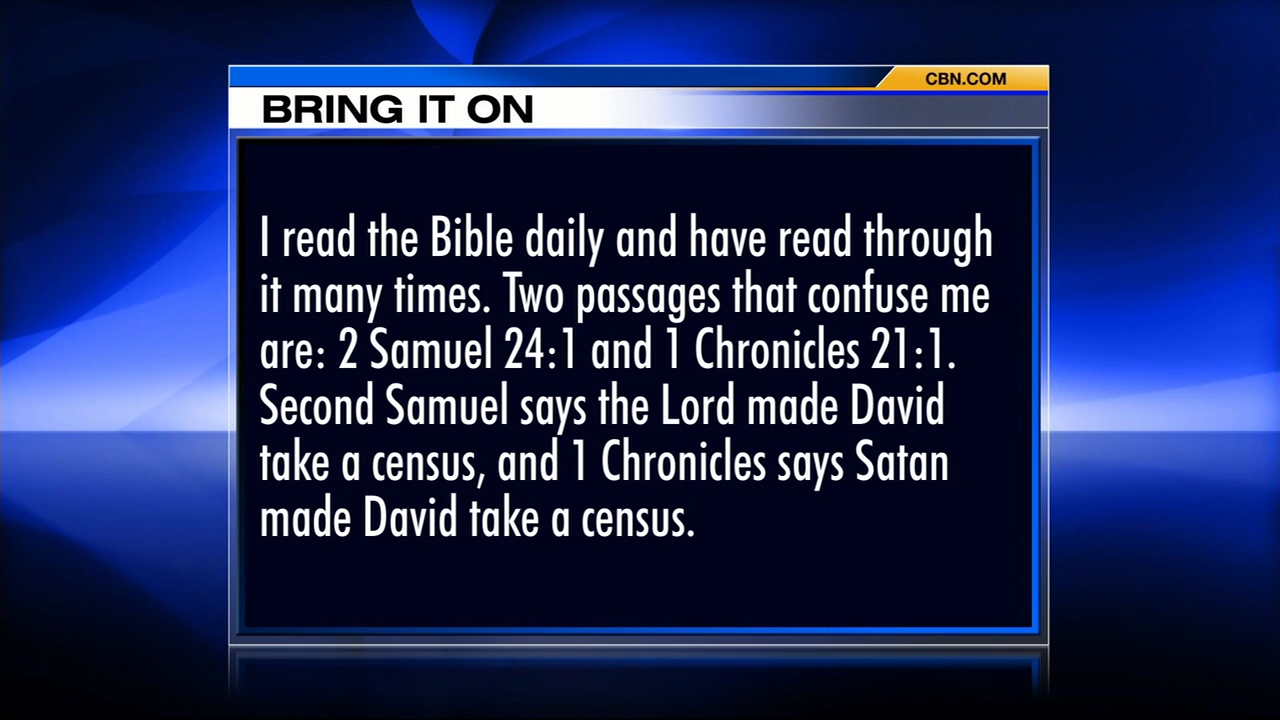 CBN.COM
BRING IT ON
I read the Bible daily and have read through
it many times. Two passages that confuse me
are: 2 Samuel 24:1 and 1 Chronicles 21:1.
Second Samuel says the Lord made David
take a census, and 1 Chronicles says Satan
made David take a census.